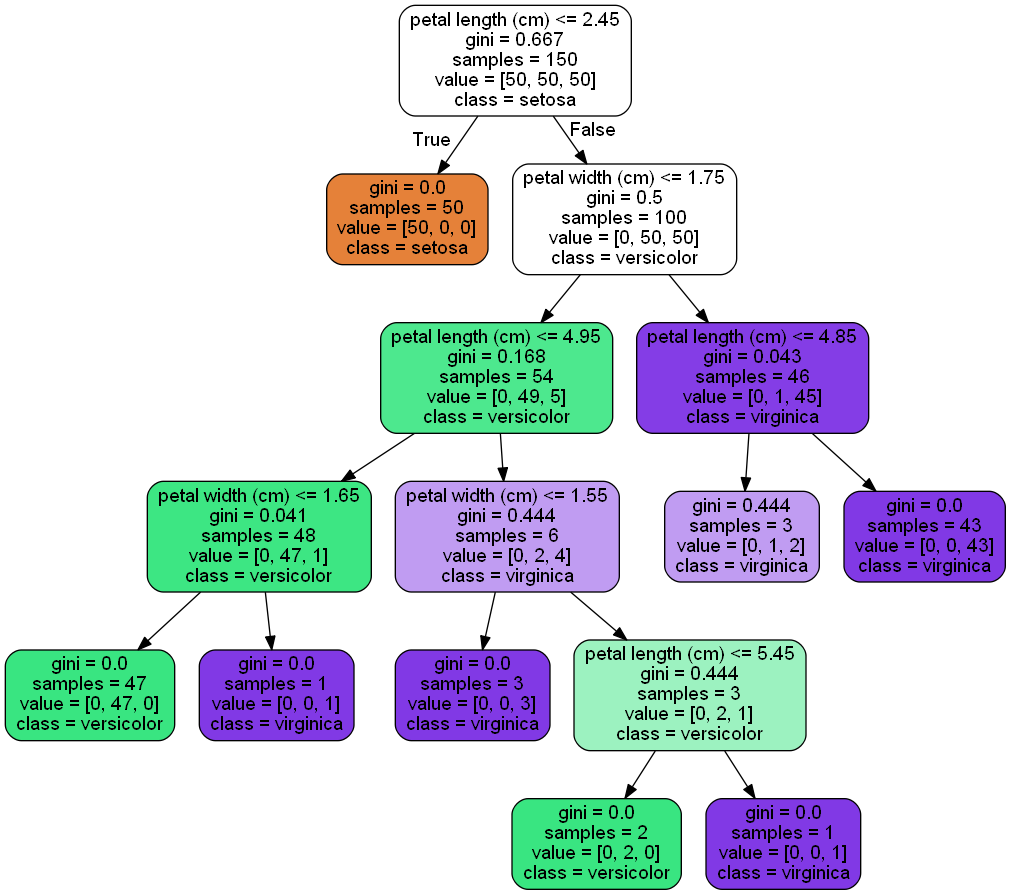 petal length (cm) <= 2.45
gini = 0.667
samples = 150
value = [50, 50, 50]
class = setosa
True
False
gini = 0.0
samples = 50
value = [50, 0, 0]
class = setosa
petal width (cm) <= 1.75
gini = 0.5
samples = 100
value = [0, 50, 50]
class = versicolor
petal length (cm) <= 4.95
gini = 0.168
samples = 54
value = [0, 49, 5]
class = versicolor
petal length (cm) <= 4.85
gini = 0.043
samples = 46
value = [0, 1, 45]
class = virginica
petal width (cm) <= 1.65
gini = 0.041
samples = 48
value = [0, 47, 1]
class = versicolor
petal width (cm) <= 1.55
gini = 0.444
samples = 6
value = [0, 2, 4]
class = virginica
gini = 0.444
samples = 3
value = [0, 1, 2]
class = virginica
gini = 0.0
samples = 43
value = [0, 0, 43]
class = virginica
gini = 0.0
samples = 47
value = [0, 47, 0]
class = versicolor
gini = 0.0
samples = 1
value = [0, 0, 1]
class = virginica
gini = 0.0
samples = 3
value = [0, 0, 3]
class = virginica
petal length (cm) <= 5.45
gini = 0.444
samples = 3
value = [0, 2, 1]
class = versicolor
gini = 0.0
samples = 2
value = [0, 2, 0]
class = versicolor
gini = 0.0
samples = 1
value = [0, 0, 1]
class = virginica